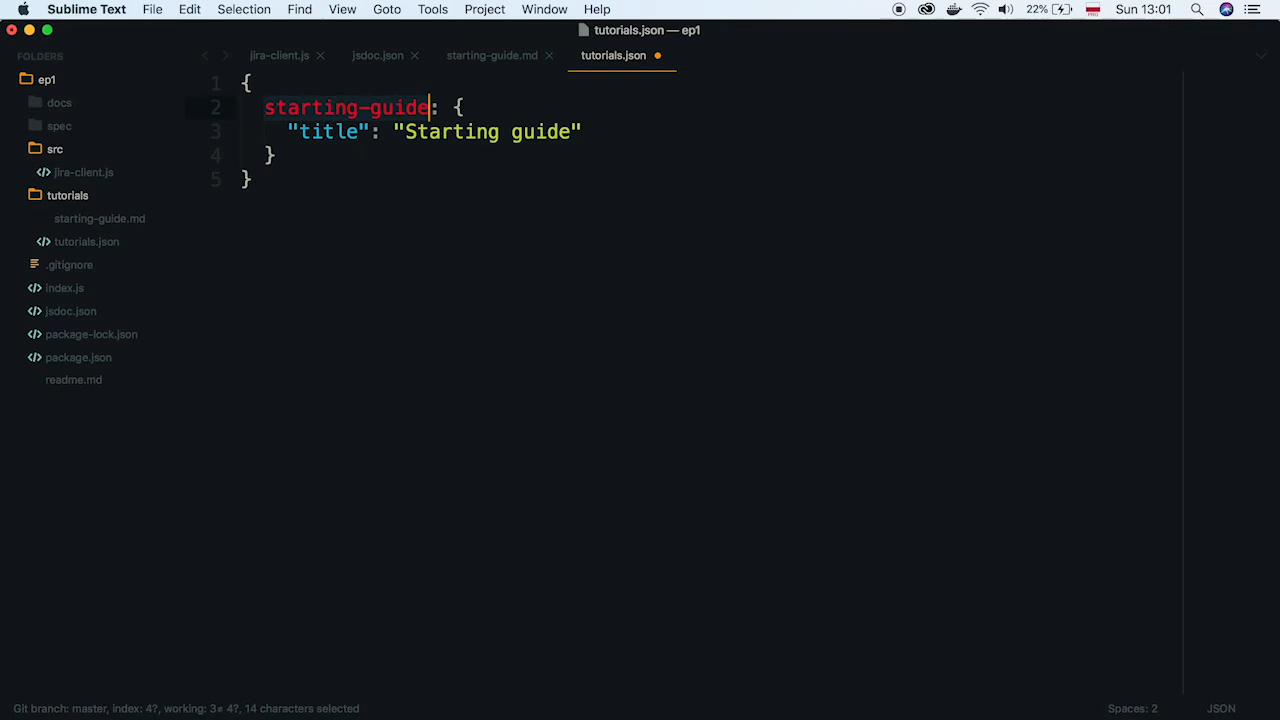 Sublime Text File Edit Selection Find View Goto Tools Project Window Help 22% PRO Sun 13:01
tutorials.json — ep1
FOLDERS
ep1
docs
spec
src
jira-client.js
tutorials
starting-guide.md
tutorials.json
.gitignore
index.js
jsdoc.json
package-lock.json
package.json
readme.md
jira-client.js jsdoc.json starting-guide.md tutorials.json
1 {
2 starting-guide: {
3 "title": "Starting guide"
4 }
5 }
Git branch: master, index: 4?, working: 3≠ 4?, 14 characters selected
Spaces: 2 JSON